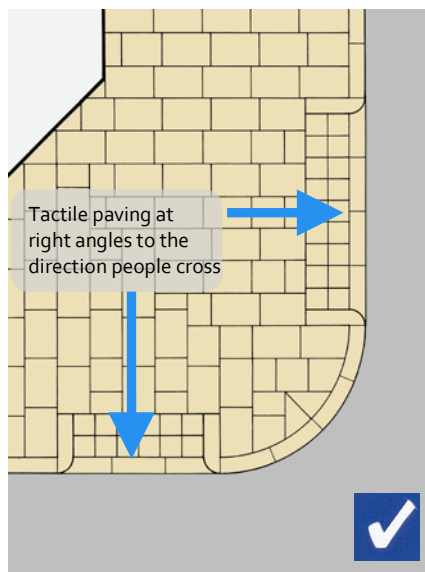 Tactile paving at
right angles to the
direction people cross